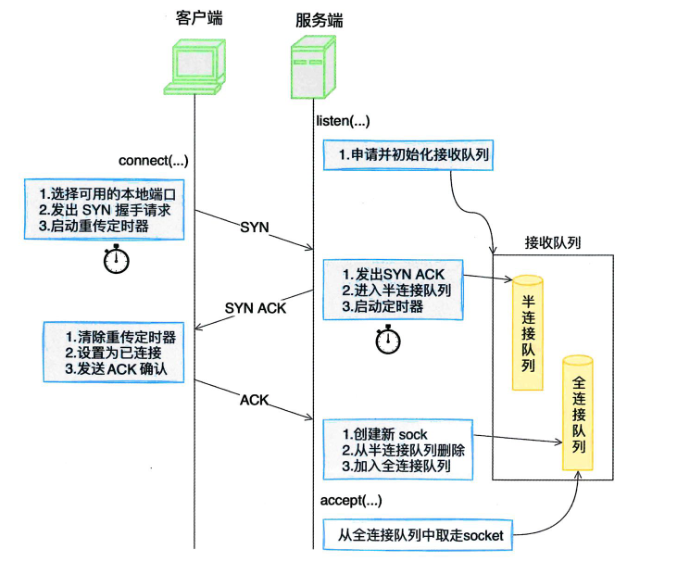 客户端
服务端
listen(...)
1.申请并初始化接收队列
connect(...)
1.选择可用的本地端口
2.发出 SYN 握手请求
3.启动重传定时器
SYN
接收队列
1.发出SYN ACK
2.进入半连接队列
3.启动定时器
半连接队列
SYN ACK
1.清除重传定时器
2.设置为已连接
3.发送 ACK 确认
全连接队列
ACK
1.创建新 sock
2.从半连接队列删除
3.加入全连接队列
accept(...)
从全连接队列中取走socket